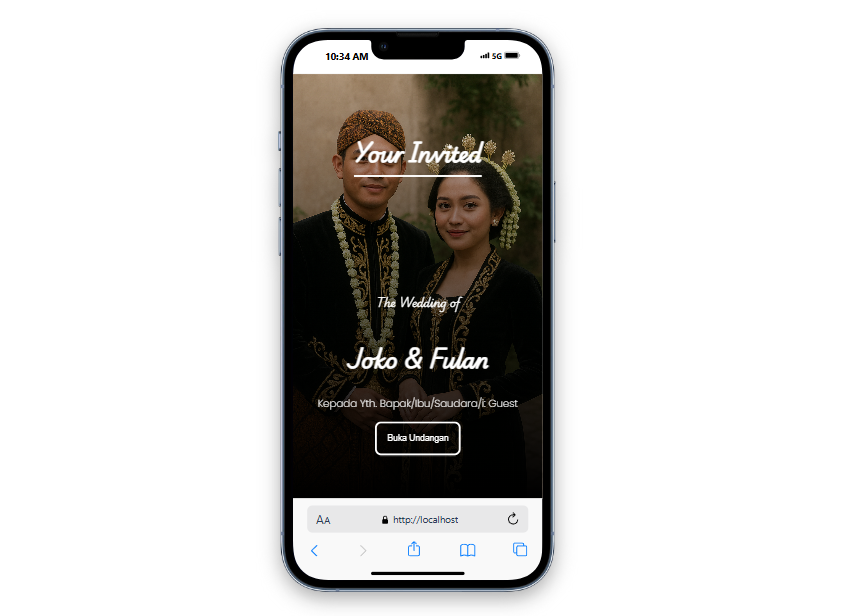 10:34 AM
5G
Your Invited
The Wedding of
Joko & Fulan
Kepada Yth. Bapak/Ibu/Saudara/i: Guest
Buka Undangan
AA
http://localhost